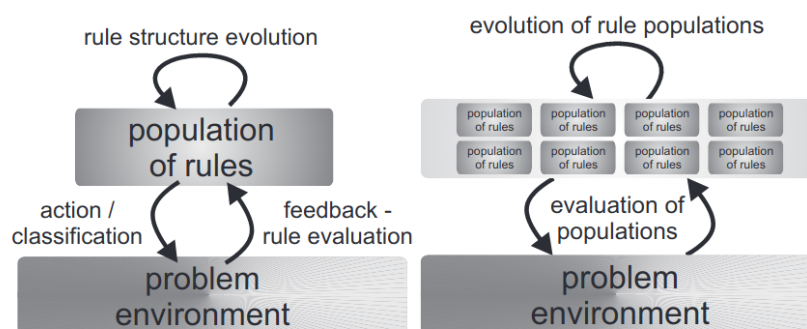 rule structure evolution
population
of rules
action /
classification
feedback -
rule evaluation
problem
environment
evolution of rule populations
population
of rules
population
of rules
population
of rules
population
of rules
population
of rules
population
of rules
population
of rules
population
of rules
evaluation of
populations
problem
environment